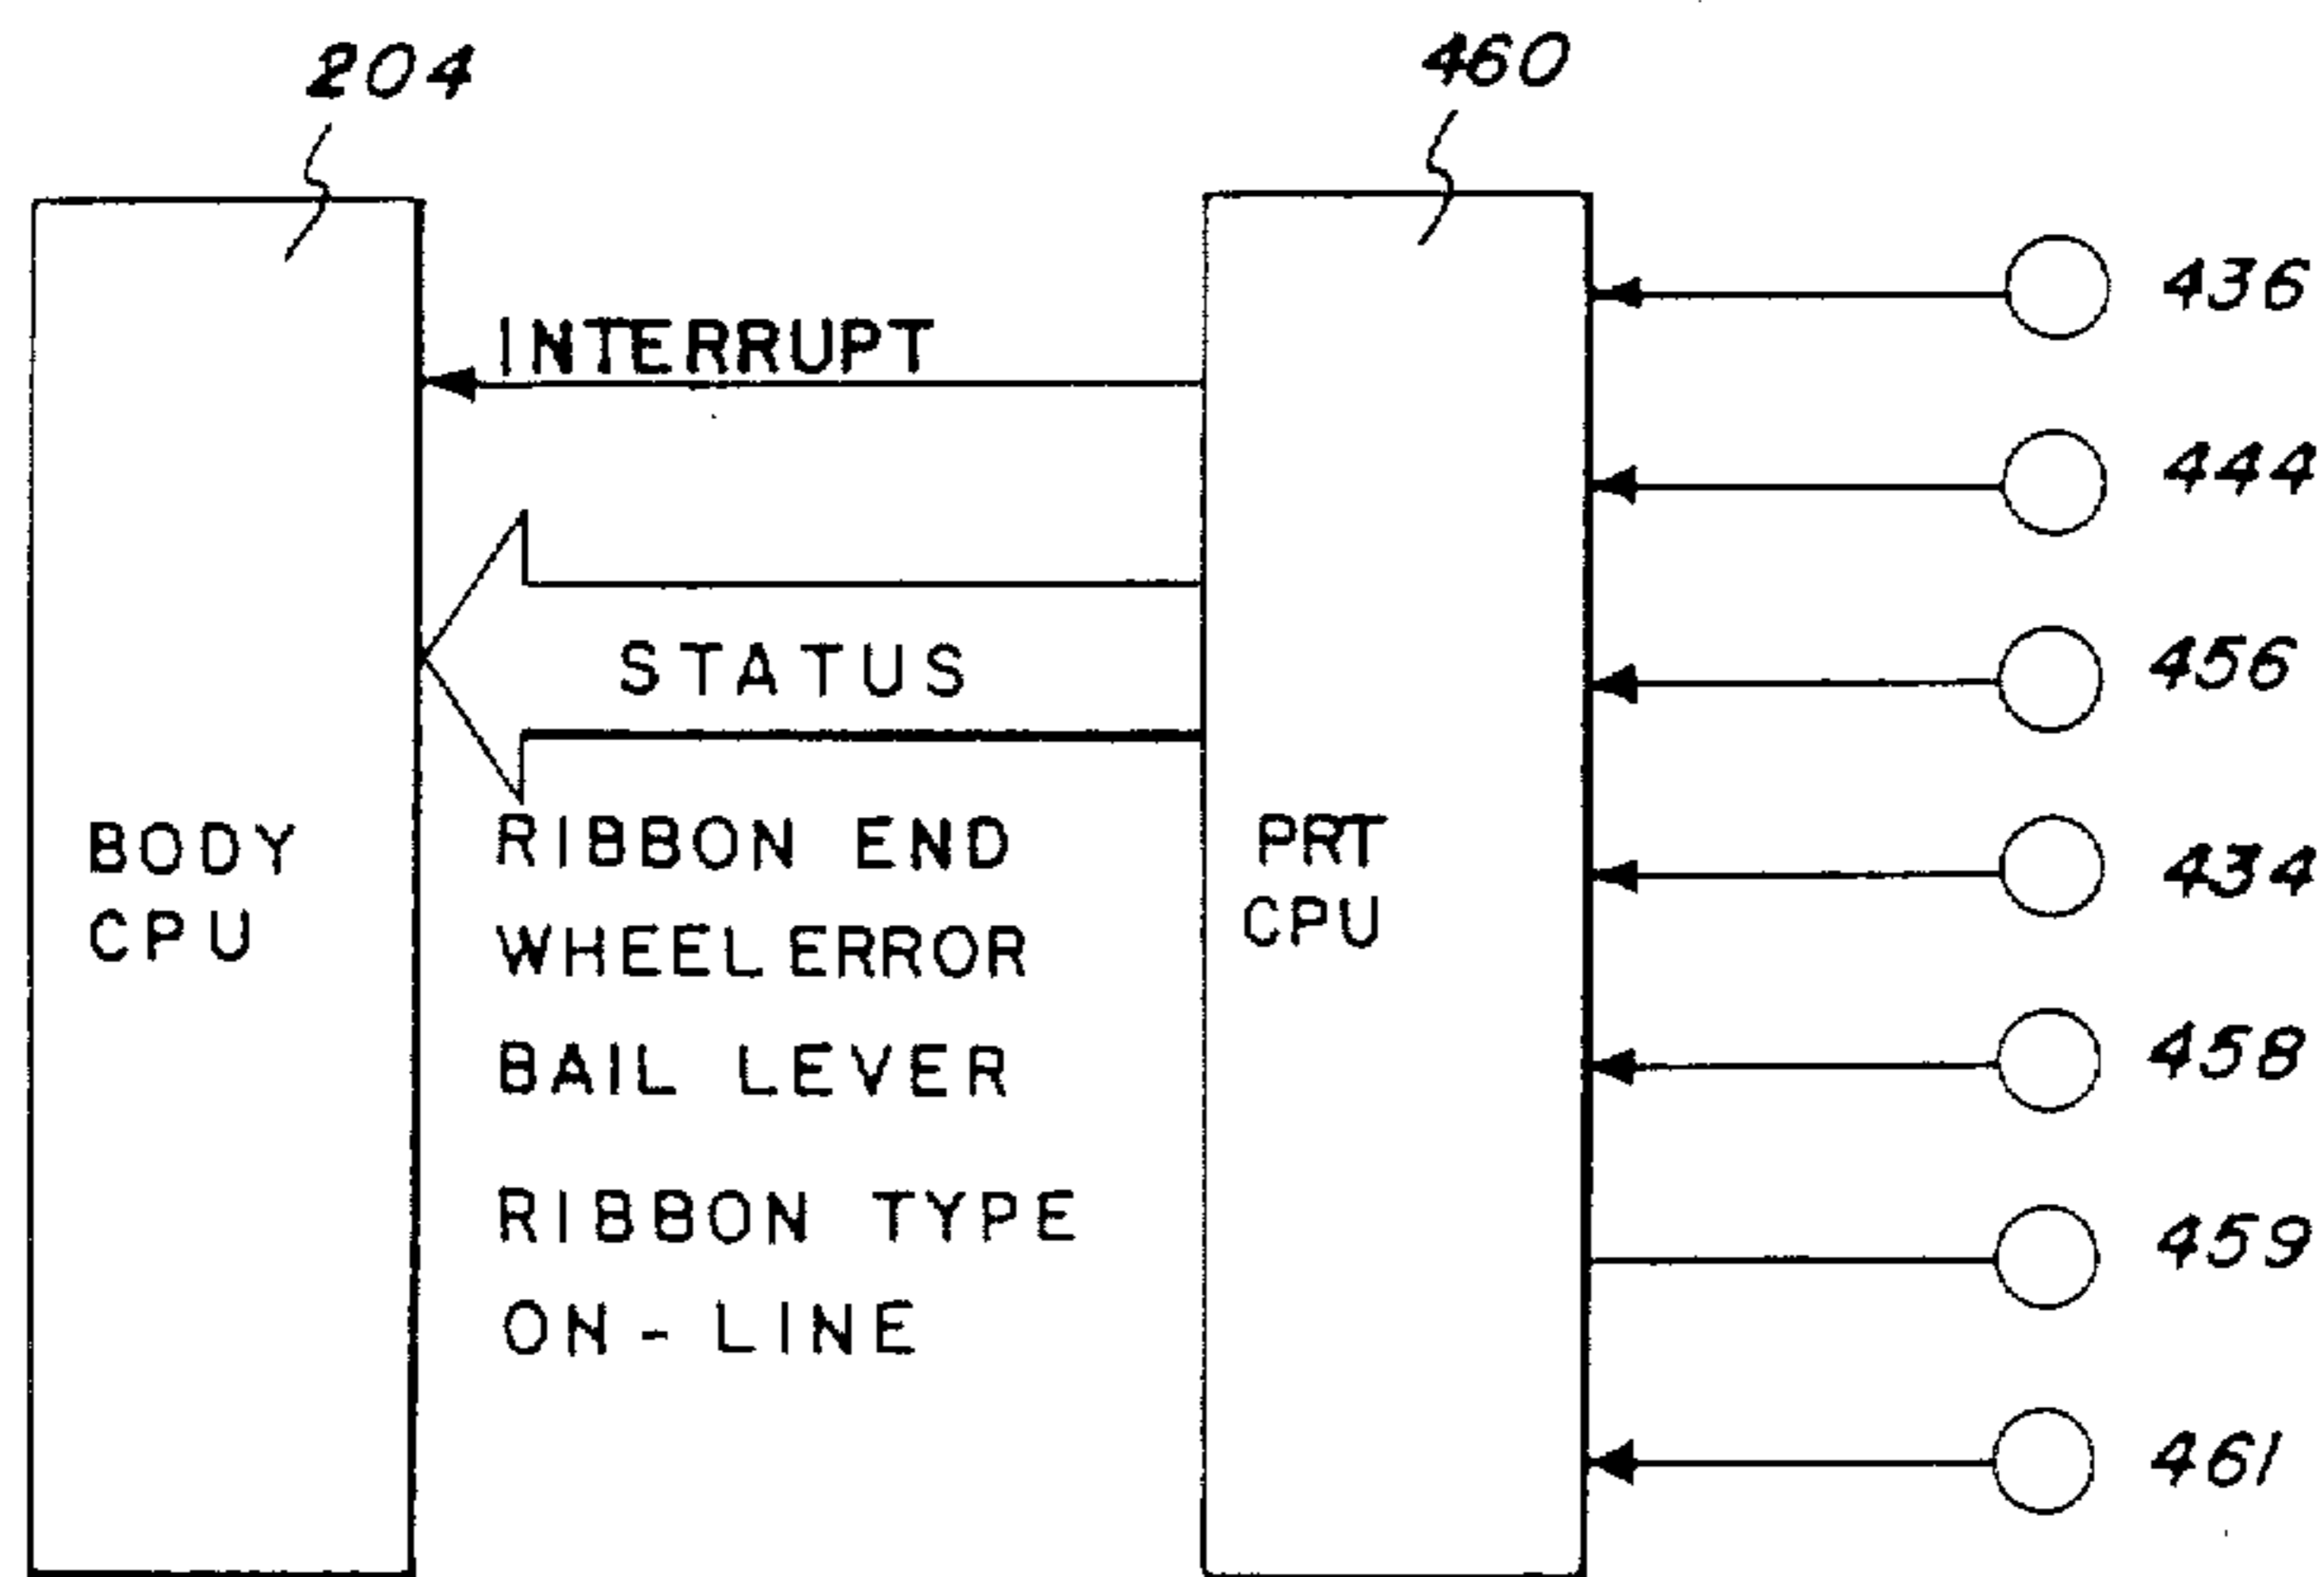 204
460
INTERRUPT
STATUS
BODY
CPU
RIBBON END
WHEEL ERROR
BAIL LEVER
RIBBON TYPE
ON-LINE
PRT
CPU
436
444
456
434
458
459
461